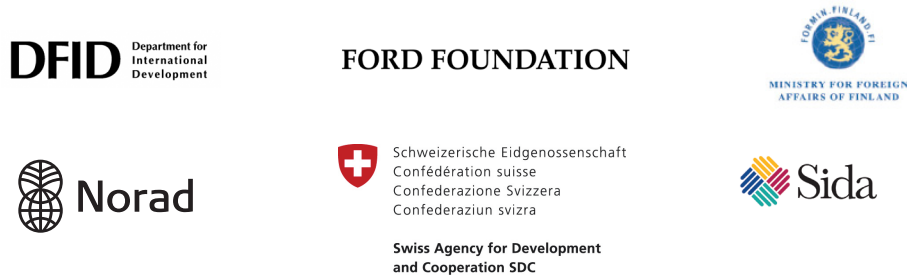 DFID Department for
International
Development
FORD FOUNDATION
FORMIN.FINLAND.FI
MINISTRY FOR FOREIGN
AFFAIRS OF FINLAND
Norad
Schweizerische Eidgenossenschaft
Confédération suisse
Confederazione Svizzera
Confederaziun svizra
Swiss Agency for Development
and Cooperation SDC
Sida